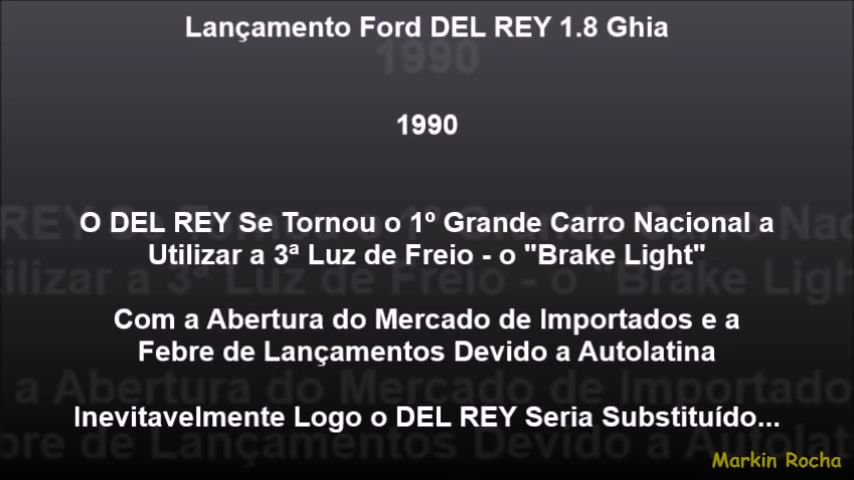 Lançamento Ford DEL REY 1.8 Ghia
1990
O DEL REY Se Tornou o 1º Grande Carro Nacional a
Utilizar a 3ª Luz de Freio - o "Brake Light"
Com a Abertura do Mercado de Importados e a
Febre de Lançamentos Devido a Autolatina
Inevitavelmente Logo o DEL REY Seria Substituído...
Markin Rocha